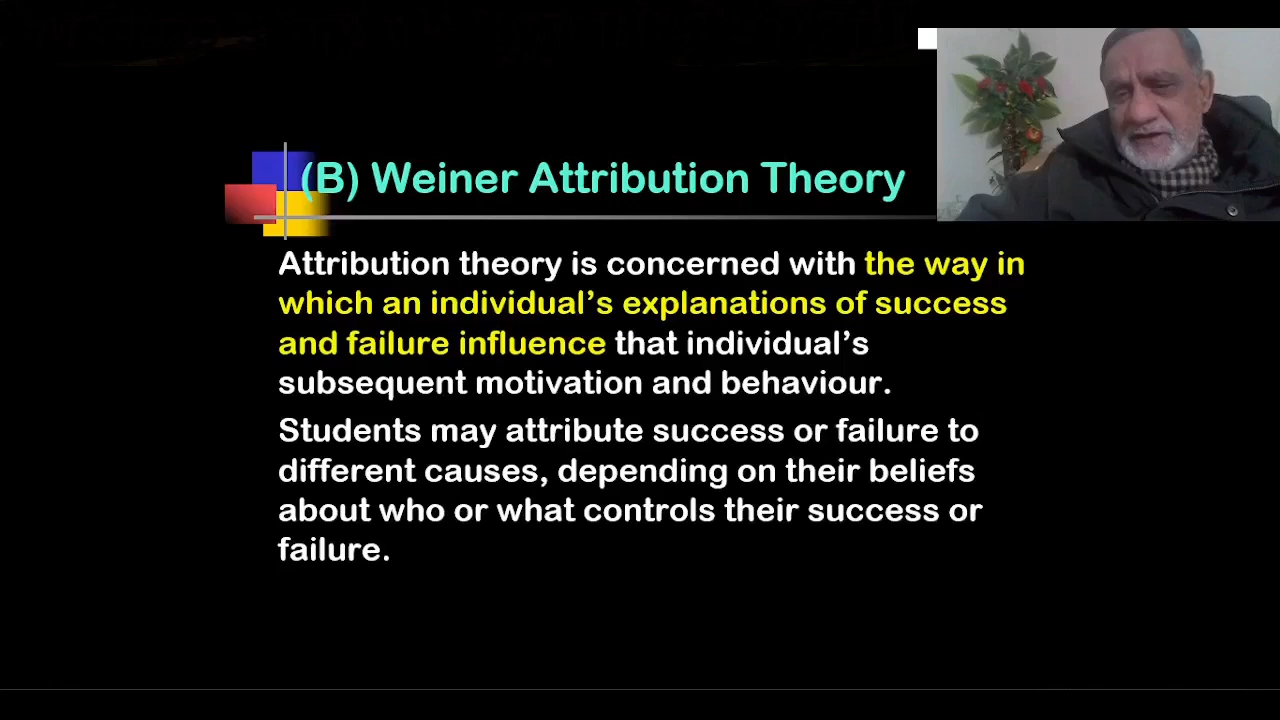 (B) Weiner Attribution Theory
Attribution theory is concerned with the way in
which an individual’s explanations of success
and failure influence that individual’s
subsequent motivation and behaviour.
Students may attribute success or failure to
different causes, depending on their beliefs
about who or what controls their success or
failure.